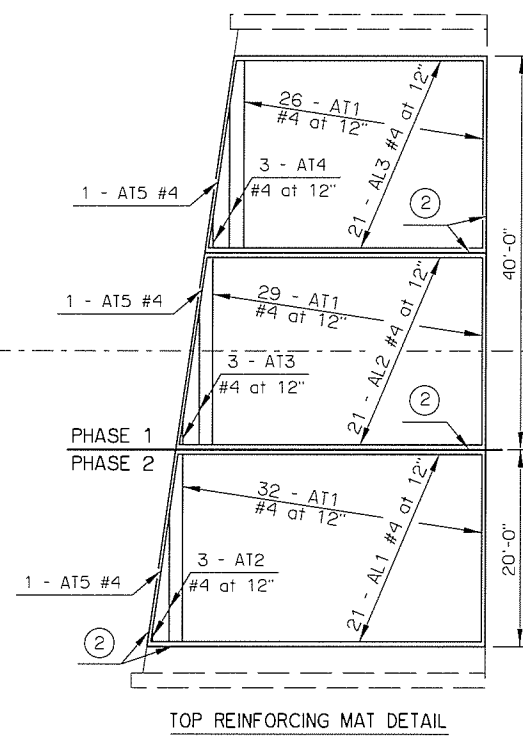 26 - AT1
#4 at 12"
3 - AT4
#4 at 12"
1 - AT5 #4
21 - AL3 #4 at 12"
2
40'-0"
29 - AT1
#4 at 12"
1 - AT5 #4
3 - AT3
#4 at 12"
21 - AL2 #4 at 12"
2
PHASE 1
PHASE 2
32 - AT1
#4 at 12"
3 - AT2
#4 at 12"
1 - AT5 #4
21 - AL1 #4 at 12"
20'-0"
2
TOP REINFORCING MAT DETAIL